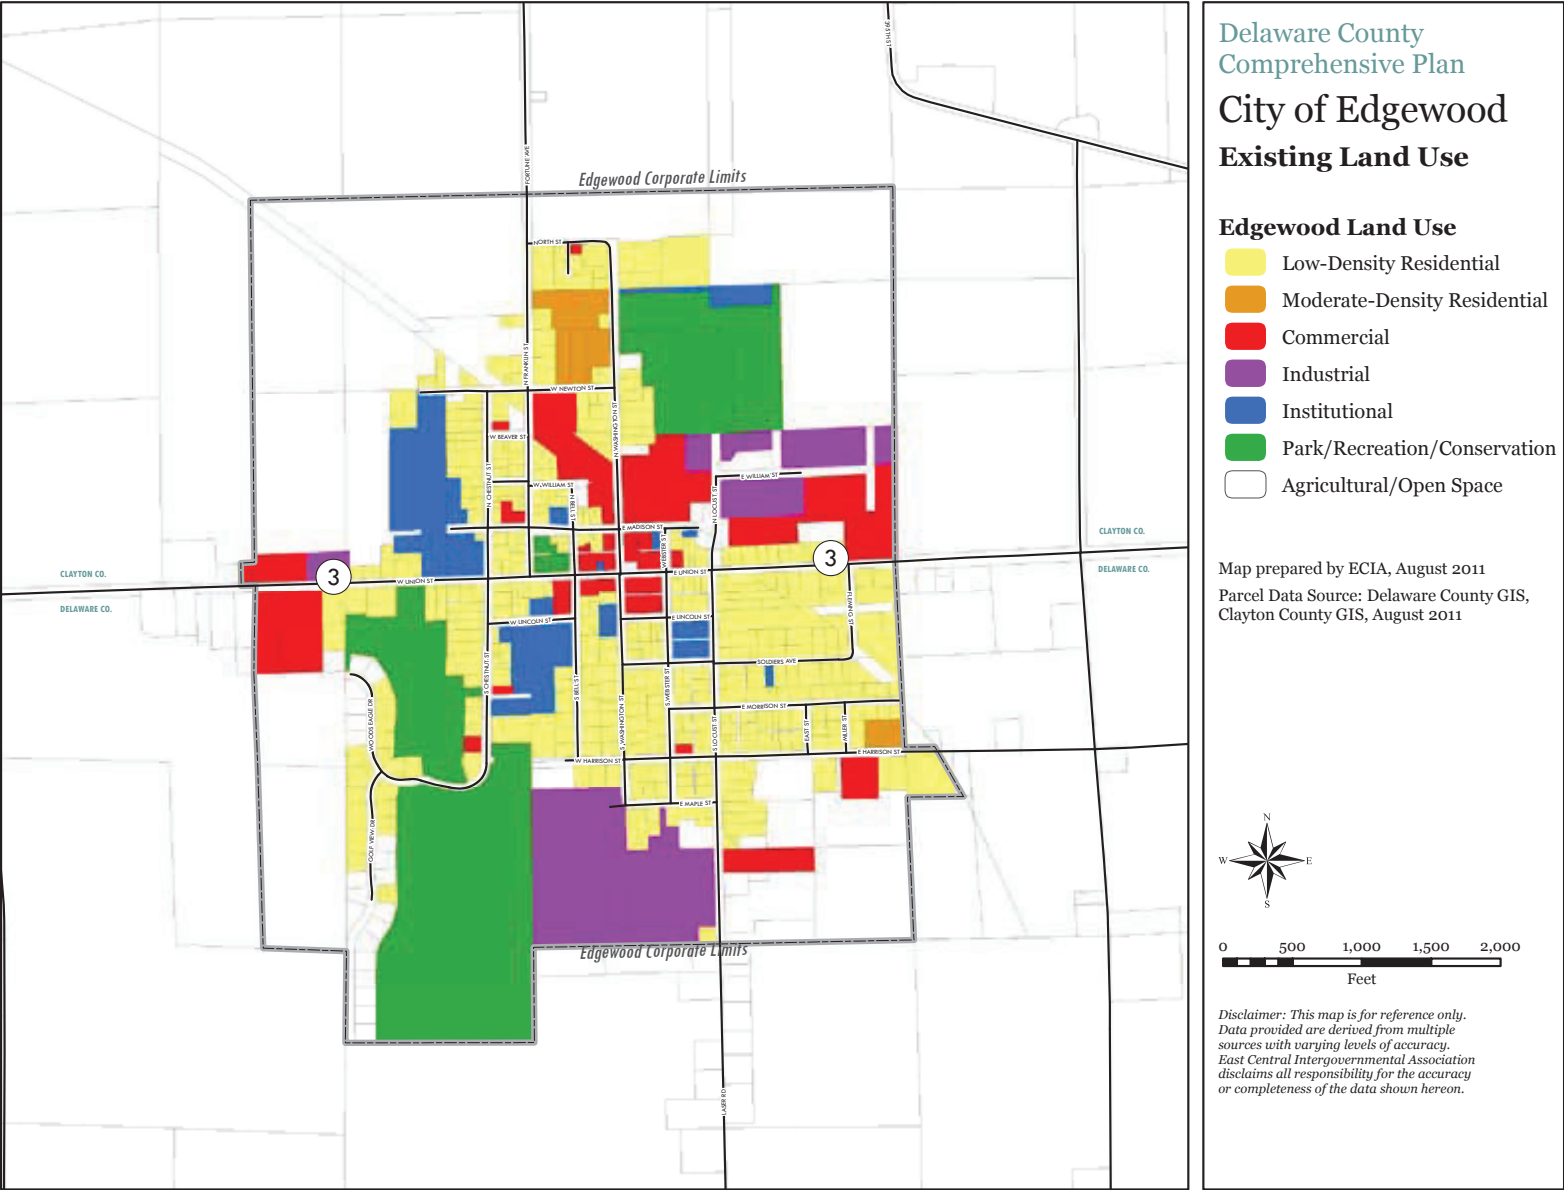 Delaware County
Comprehensive Plan
City of Edgewood
Existing Land Use
Edgewood Land Use
Low-Density Residential
Moderate-Density Residential
Commercial
Industrial
Institutional
Park/Recreation/Conservation
Agricultural/Open Space
Map prepared by ECIA, August 2011
Parcel Data Source: Delaware County GIS,
Clayton County GIS, August 2011
N
W
E
S
0 500 1,000 1,500 2,000
Feet
Disclaimer: This map is for reference only.
Data provided are derived from multiple
sources with varying levels of accuracy.
East Central Intergovernmental Association
disclaims all responsibility for the accuracy
or completeness of the data shown hereon.
FORTUNE AVE
Edgewood Corporate Limits
NORTH ST
N FRANKLIN ST
W NEWTON ST
N WASHINGTON ST
W BEAVER ST
N CHESTNUT ST
W WILLIAM ST
N BELL ST
E WILLIAM ST
N LOCUST ST
E MADISON ST
WEBSTER ST
CLAYTON CO.
CLAYTON CO.
3
3
W UNION ST
E UNION ST
DELAWARE CO.
DELAWARE CO.
FLEMING ST
W LINCOLN ST
E LINCOLN ST
SOLDIERS AVE
S CHESTNUT ST
S BELL ST
S WASHINGTON ST
S WEBSTER ST
S LOCUST ST
WOODS EAGLE DR
E MORRISON ST
EAST ST
MILLER ST
W HARRISON ST
E HARRISON ST
E MAPLE ST
GOLF VIEW DR
Edgewood Corporate Limits
LASER RD